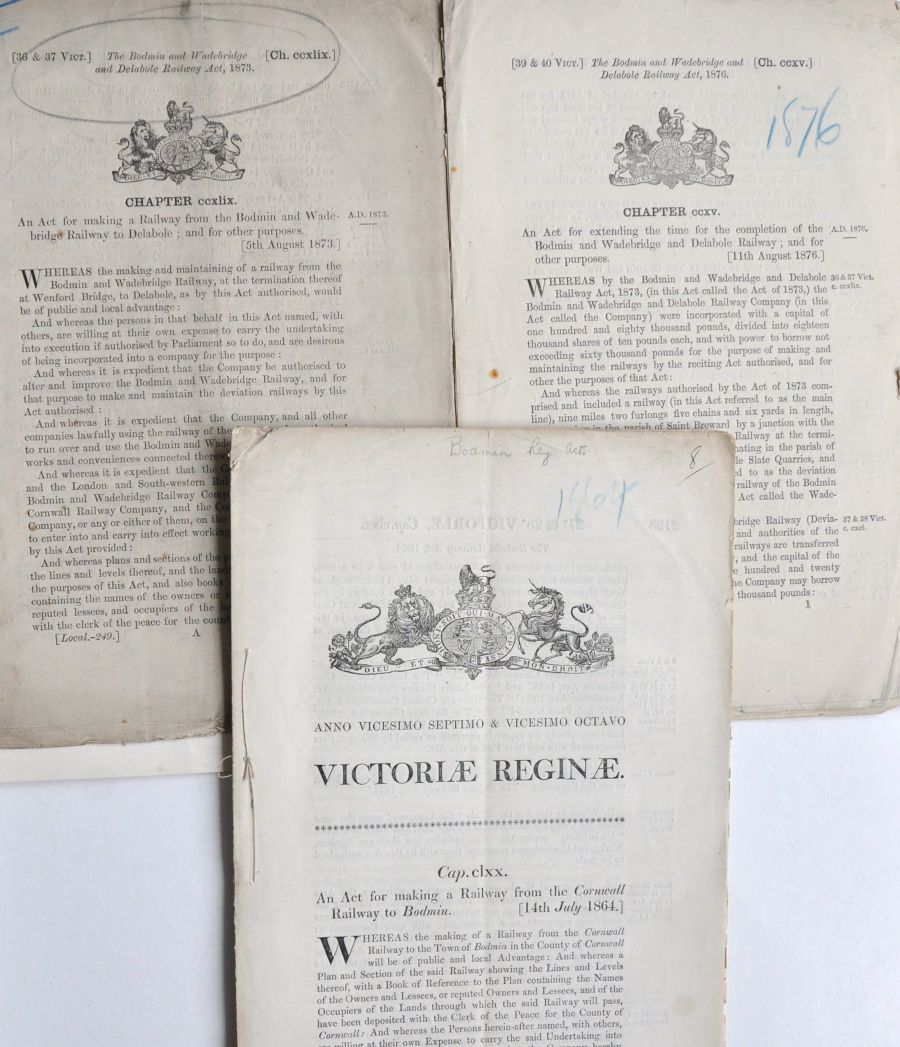 [36 & 37 VICT.] The Bodmin and Wadebridge [Ch. ccxlix.]
and Delabole Railway Act, 1873.
CHAPTER ccxlix.
An Act for making a Railway from the Bodmin and Wade- A.D. 1873.
bridge Railway to Delabole ; and for other purposes.
[5th August 1873.]
WHEREAS the making and maintaining of a railway from the
Bodmin and Wadebridge Railway, at the termination thereof
at Wenford Bridge, to Delabole, as by this Act authorised, would
be of public and local advantage :
And whereas the persons in that behalf in this Act named, with
others, are willing at their own expense to carry the undertaking
into execution if authorised by Parliament so to do, and are desirous
of being incorporated into a company for the purpose :
And whereas it is expedient that the Company be authorised to
alter and improve the Bodmin and Wadebridge Railway, and for
that purpose to make and maintain the deviation railways by this
Act authorised :
And whereas it is expedient that the Company, and all other
companies lawfully using the railway of the
to run over and use the Bodmin and Wade
works and conveniences connected therew
And whereas it is expedient that the
and the London and South-western
Bodmin and Wadebridge Railway
Cornwall Railway Company, and the
Company, or any or either of them, on
to enter into and carry into effect
by this Act provided :
And whereas plans and sections of the
the lines and levels thereof, and the
the purposes of this Act, and also books
containing the names of the owners or
reputed lessees, and occupiers of the
with the clerk of the peace for the
[Local.-249.] A
[39 & 40 VICT.] The Bodmin and Wadebridge and [Ch. ccxv.]
Delabole Railway Act, 1876.
1876
CHAPTER ccxv.
An Act for extending the time for the completion of the A.D. 1876.
Bodmin and Wadebridge and Delabole Railway ; and for
other purposes. [11th August 1876.]
WHEREAS by the Bodmin and Wadebridge and Delabole 36 & 37 Vict.
Railway Act, 1873, (in this Act called the Act of 1873,) the c. ccxlix.
Bodmin and Wadebridge and Delabole Railway Company (in this
Act called the Company) were incorporated with a capital of
one hundred and eighty thousand pounds, divided into eighteen
thousand shares of ten pounds each, and with power to borrow not
exceeding sixty thousand pounds for the purpose of making and
maintaining the railways by the reciting Act authorised, and for
other the purposes of that Act :
And whereas the railways authorised by the Act of 1873 com-
prised and included a railway (in this Act referred to as the main
line), nine miles two furlongs five chains and six yards in length,
in the parish of Saint Breward by a junction with the
Railway at the termi-
nating in the parish of
le Slate Quarries, and
d to as the deviation
railway of the Bodmin
Act called the Wade-
bridge Railway (Devia- 37 & 38 Vict.
and authorities of the c. cxci.
railways are transferred
, and the capital of the
hundred and twenty
he Company may borrow
thousand pounds :
1
Bodmin Rly Act.
8
1864
DIEU ET MON DROIT
ANNO VICESIMO SEPTIMO & VICESIMO OCTAVO
VICTORIÆ REGINÆ.
Cap. clxx.
An Act for making a Railway from the Cornwall
Railway to Bodmin. [14th July 1864.]
WHEREAS the making of a Railway from the Cornwall
Railway to the Town of Bodmin in the County of Cornwall
will be of public and local Advantage: And whereas a
Plan and Section of the said Railway showing the Lines and Levels
thereof, with a Book of Reference to the Plan containing the Names
of the Owners and Lessees, or reputed Owners and Lessees, and of the
Occupiers of the Lands through which the said Railway will pass,
have been deposited with the Clerk of the Peace for the County of
Cornwall: And whereas the Persons herein-after named, with others,
are willing at their own Expense to carry the said Undertaking into